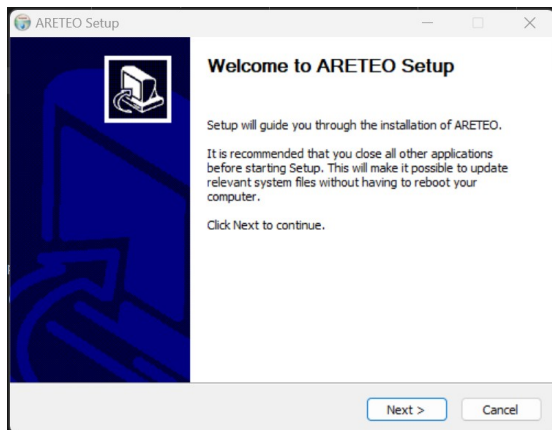 ARETEO Setup
Welcome to ARETEO Setup
Setup will guide you through the installation of ARETEO.
It is recommended that you close all other applications
before starting Setup. This will make it possible to update
relevant system files without having to reboot your
computer.
Click Next to continue.
Next >
Cancel